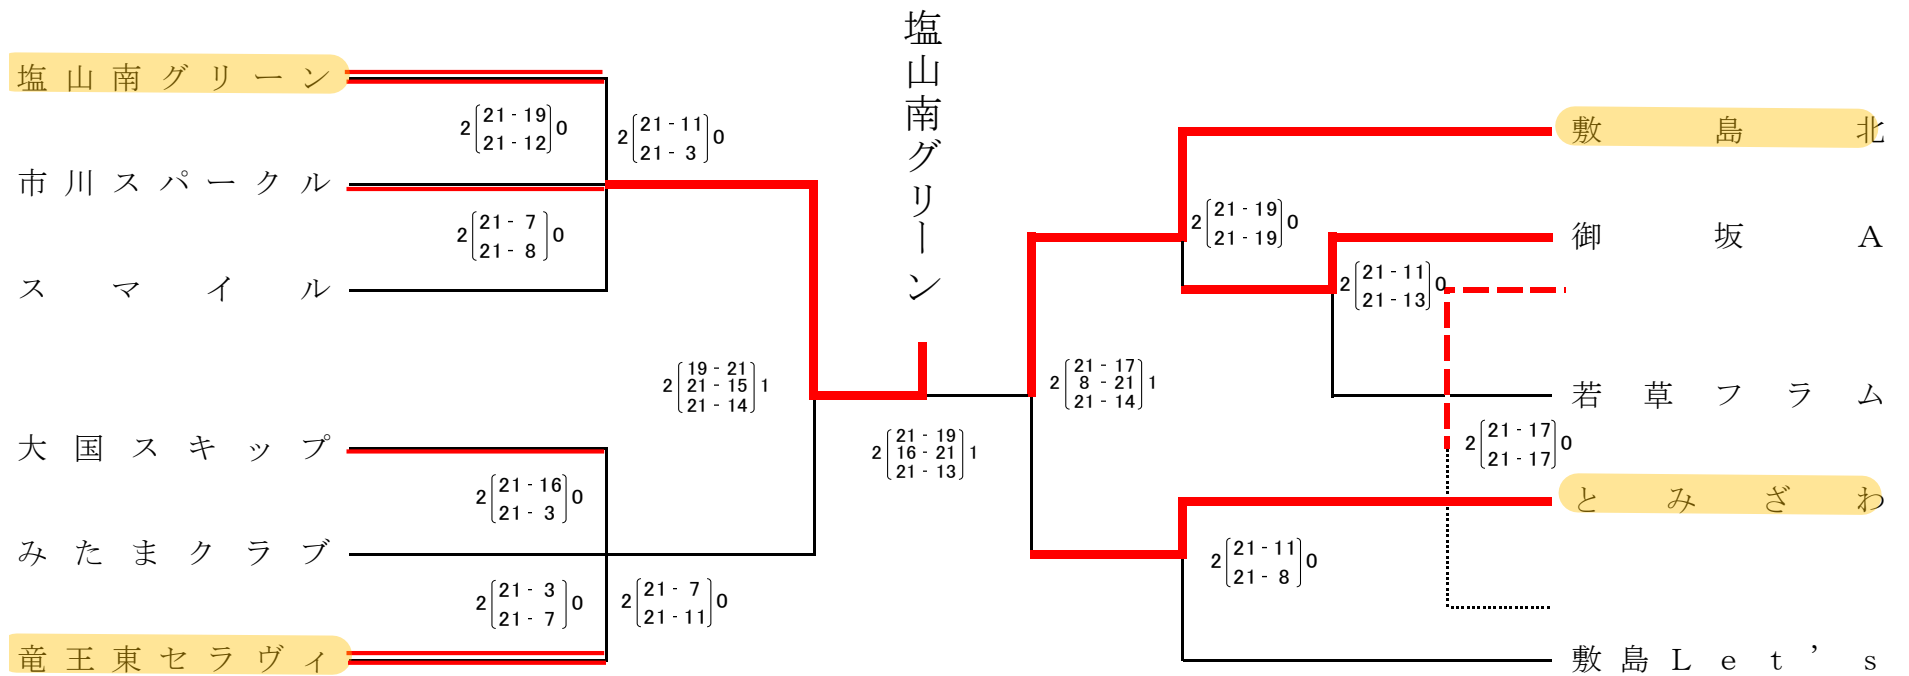 塩山南グリーン
塩山南グリーン
市川スパークル
スマイル
大国スキップ
みたまクラブ
竜王東セラヴィ
2 21 - 19 0
21 - 12
2 21 - 11 0
21 - 3
2 21 - 7 0
21 - 8
2 19 - 21 1
21 - 15
21 - 14
2 21 - 16 0
21 - 3
2 21 - 3 0
21 - 7
2 21 - 7 0
21 - 11
2 21 - 19 1
16 - 21
21 - 13
2 21 - 17 1
8 - 21
21 - 14
2 21 - 19 0
21 - 19
2 21 - 11 0
21 - 13
2 21 - 17 0
21 - 17
2 21 - 11 0
21 - 8
敷島北
御坂A
若草フラム
とみざわ
敷島Let's